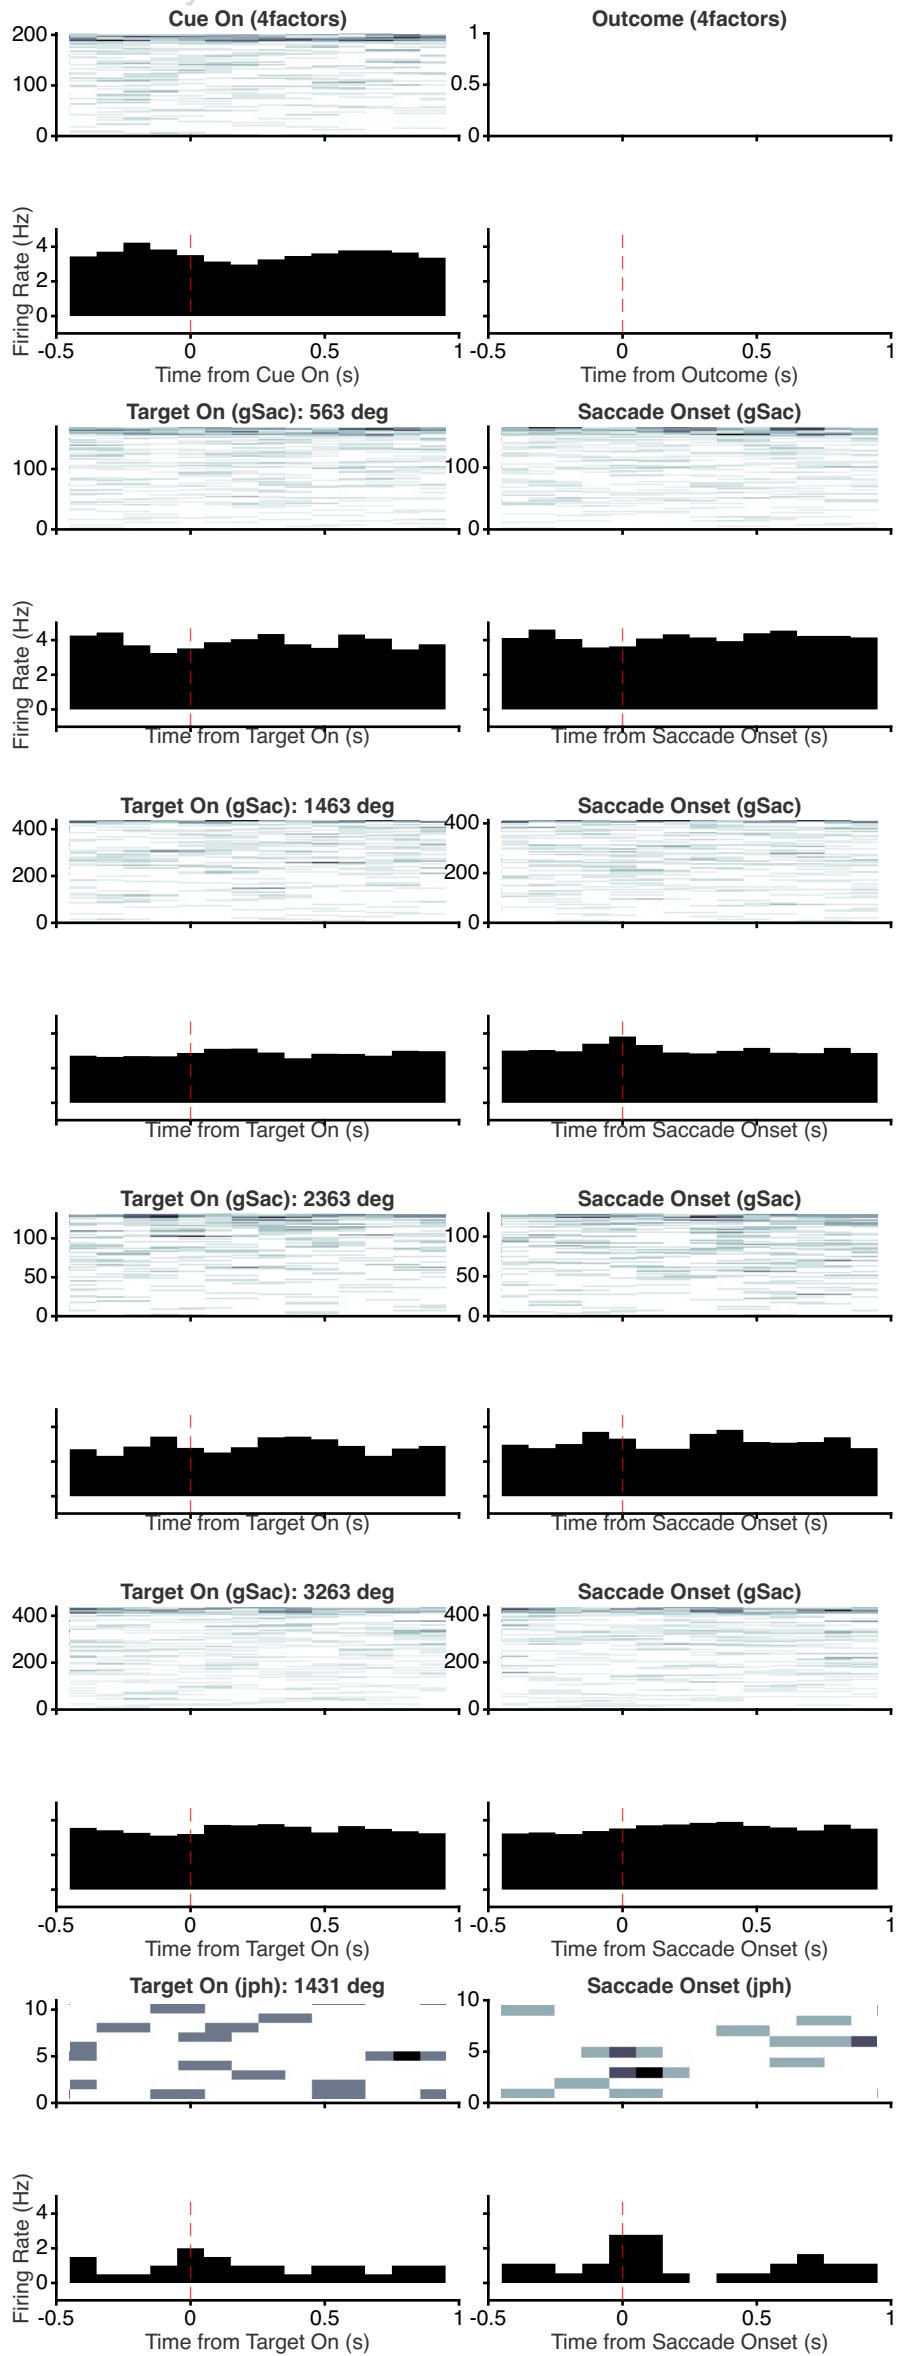 Cue On (4factors) Outcome (4factors)
200 1
100 0.5
0 0
Firing Rate (Hz)
4
2
0
-0.5 0 0.5 1 -0.5 0 0.5 1
Time from Cue On (s) Time from Outcome (s)
Target On (gSac): 563 deg Saccade Onset (gSac)
100 100
0 0
Firing Rate (Hz)
4
2
0
Time from Target On (s) Time from Saccade Onset (s)
Target On (gSac): 1463 deg Saccade Onset (gSac)
400 400
200 200
0 0
Time from Target On (s) Time from Saccade Onset (s)
Target On (gSac): 2363 deg Saccade Onset (gSac)
100 100
50 50
0 0
Time from Target On (s) Time from Saccade Onset (s)
Target On (gSac): 3263 deg Saccade Onset (gSac)
400 400
200 200
0 0
-0.5 0 0.5 1 -0.5 0 0.5 1
Time from Target On (s) Time from Saccade Onset (s)
Target On (jph): 1431 deg Saccade Onset (jph)
10 10
5 5
0 0
Firing Rate (Hz)
4
2
0
-0.5 0 0.5 1 -0.5 0 0.5 1
Time from Target On (s) Time from Saccade Onset (s)